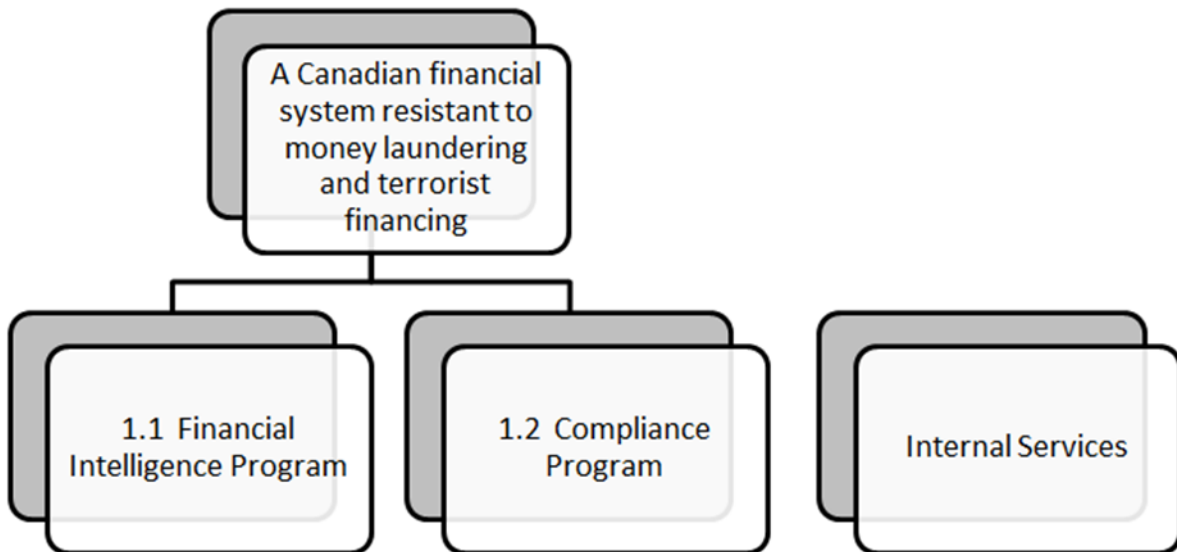 A Canadian financial
system resistant to
money laundering
and terrorist
financing
1.1 Financial
Intelligence Program
1.2 Compliance
Program
Internal Services